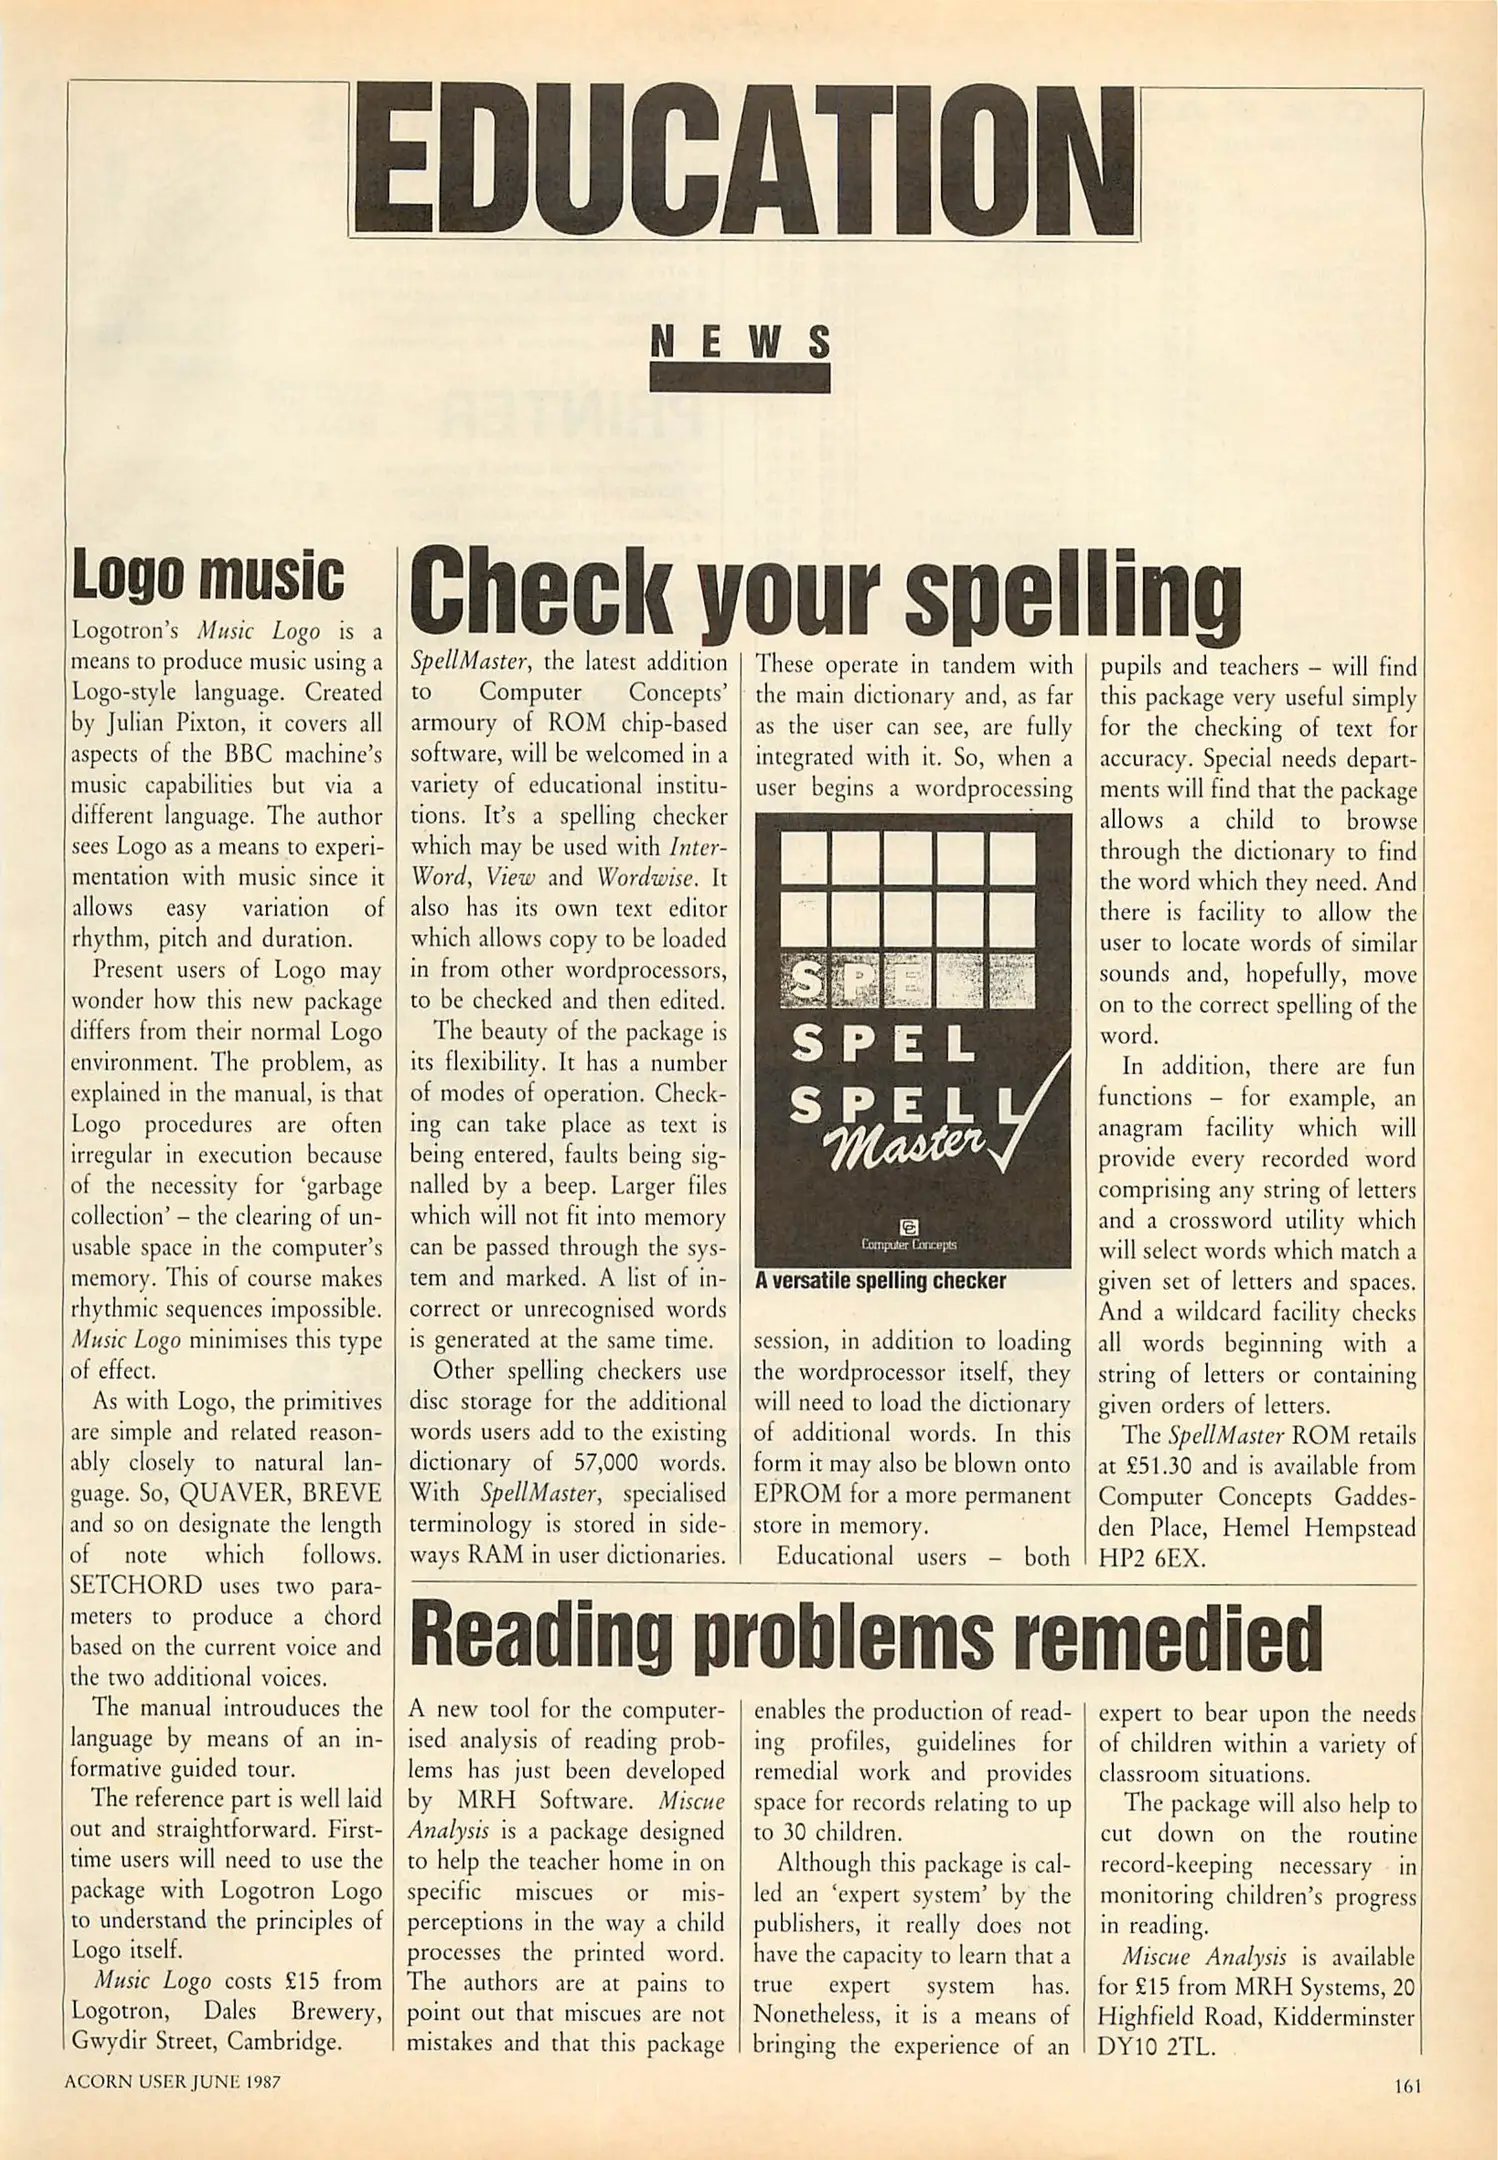 EDUCATION
NEWS
Logo music
Logotron's Music Logo is a
means to produce music using a
Logo-style language. Created
by Julian Pixton, it covers all
aspects of the BBC machine's
music capabilities but via a
different language. The author
sees Logo as a means to experi-
mentation with music since it
allows easy variation of
rhythm, pitch and duration.
Present users of Logo may
wonder how this new package
differs from their normal Logo
environment. The problem, as
explained in the manual, is that
Logo procedures are often
irregular in execution because
of the necessity for 'garbage
collection' – the clearing of un-
usable space in the computer's
memory. This of course makes
rhythmic sequences impossible.
Music Logo minimises this type
of effect.
As with Logo, the primitives
are simple and related reason-
ably closely to natural lan-
guage. So, QUAVER, BREVE
and so on designate the length
of note which follows.
SETCHORD uses two para-
meters to produce a chord
based on the current voice and
the two additional voices.
The manual introuduces the
language by means of an in-
formative guided tour.
The reference part is well laid
out and straightforward. First-
time users will need to use the
package with Logotron Logo
to understand the principles of
Logo itself.
Music Logo costs £15 from
Logotron, Dales Brewery,
Gwydir Street, Cambridge.
Check your spelling
SpellMaster, the latest addition
to Computer Concepts'
armoury of ROM chip-based
software, will be welcomed in a
variety of educational institu-
tions. It's a spelling checker
which may be used with Inter-
Word, View and Wordwise. It
also has its own text editor
which allows copy to be loaded
in from other wordprocessors,
to be checked and then edited.
The beauty of the package is
its flexibility. It has a number
of modes of operation. Check-
ing can take place as text is
being entered, faults being sig-
nalled by a beep. Larger files
which will not fit into memory
can be passed through the sys-
tem and marked. A list of in-
correct or unrecognised words
is generated at the same time.
Other spelling checkers use
disc storage for the additional
words users add to the existing
dictionary of 57,000 words.
With SpellMaster, specialised
terminology is stored in side-
ways RAM in user dictionaries.
These operate in tandem with
the main dictionary and, as far
as the user can see, are fully
integrated with it. So, when a
user begins a wordprocessing
SPE
SPEL
SPELL
Master
CC
Computer Concepts
A versatile spelling checker
session, in addition to loading
the wordprocessor itself, they
will need to load the dictionary
of additional words. In this
form it may also be blown onto
EPROM for a more permanent
store in memory.
Educational users – both
pupils and teachers – will find
this package very useful simply
for the checking of text for
accuracy. Special needs depart-
ments will find that the package
allows a child to browse
through the dictionary to find
the word which they need. And
there is facility to allow the
user to locate words of similar
sounds and, hopefully, move
on to the correct spelling of the
word.
In addition, there are fun
functions – for example, an
anagram facility which will
provide every recorded word
comprising any string of letters
and a crossword utility which
will select words which match a
given set of letters and spaces.
And a wildcard facility checks
all words beginning with a
string of letters or containing
given orders of letters.
The SpellMaster ROM retails
at £51.30 and is available from
Computer Concepts Gaddes-
den Place, Hemel Hempstead
HP2 6EX.
Reading problems remedied
A new tool for the computer-
ised analysis of reading prob-
lems has just been developed
by MRH Software. Miscue
Analysis is a package designed
to help the teacher home in on
specific miscues or mis-
perceptions in the way a child
processes the printed word.
The authors are at pains to
point out that miscues are not
mistakes and that this package
enables the production of read-
ing profiles, guidelines for
remedial work and provides
space for records relating to up
to 30 children.
Although this package is cal-
led an 'expert system' by the
publishers, it really does not
have the capacity to learn that a
true expert system has.
Nonetheless, it is a means of
bringing the experience of an
expert to bear upon the needs
of children within a variety of
classroom situations.
The package will also help to
cut down on the routine
record-keeping necessary in
monitoring children's progress
in reading.
Miscue Analysis is available
for £15 from MRH Systems, 20
Highfield Road, Kidderminster
DY10 2TL.
ACORN USER JUNE 1987
161